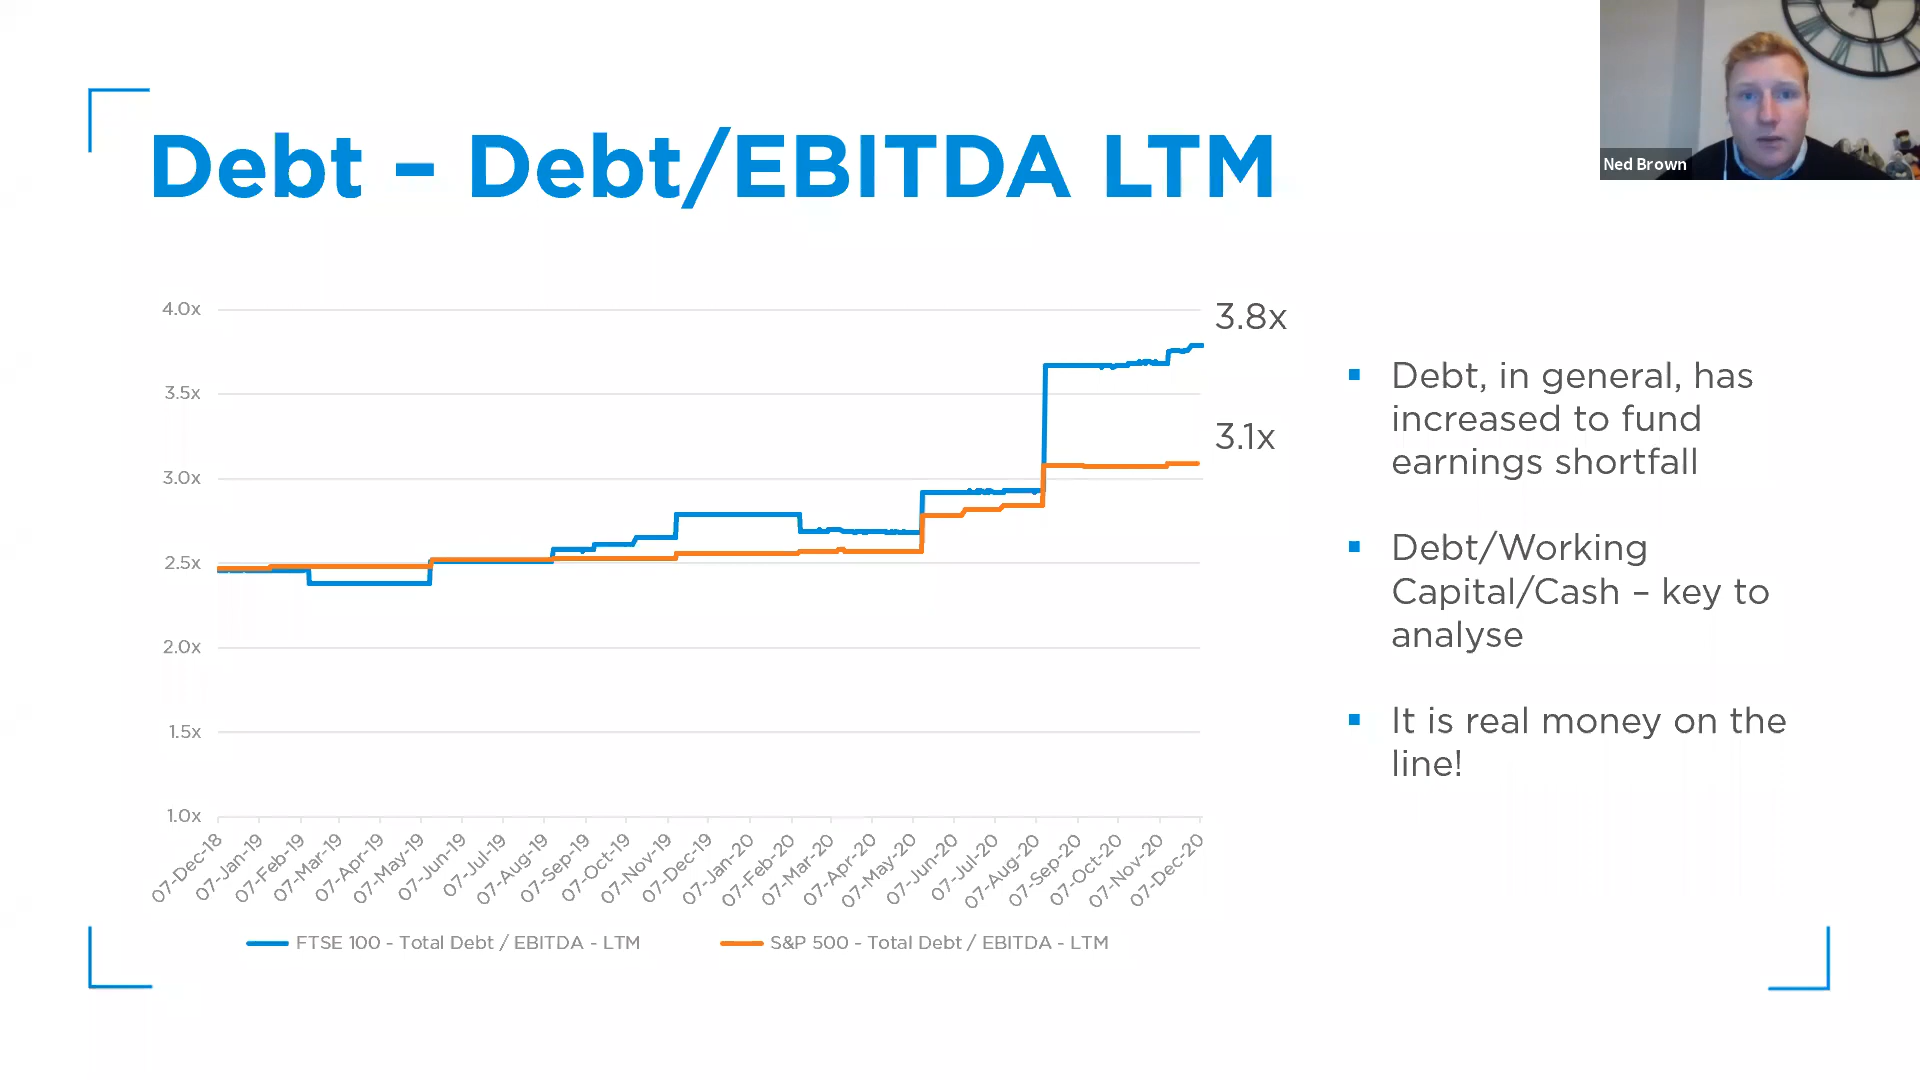 Ned Brown
Debt – Debt/EBITDA LTM
4.0x
3.5x
3.0x
2.5x
2.0x
1.5x
1.0x
3.8x
3.1x
07-Dec-18
07-Jan-19
07-Feb-19
07-Mar-19
07-Apr-19
07-May-19
07-Jun-19
07-Jul-19
07-Aug-19
07-Sep-19
07-Oct-19
07-Nov-19
07-Dec-19
07-Jan-20
07-Feb-20
07-Mar-20
07-Apr-20
07-May-20
07-Jun-20
07-Jul-20
07-Aug-20
07-Sep-20
07-Oct-20
07-Nov-20
07-Dec-20
FTSE 100 - Total Debt / EBITDA - LTM
S&P 500 - Total Debt / EBITDA - LTM
▪ Debt, in general, has
increased to fund
earnings shortfall
▪ Debt/Working
Capital/Cash – key to
analyse
▪ It is real money on the
line!